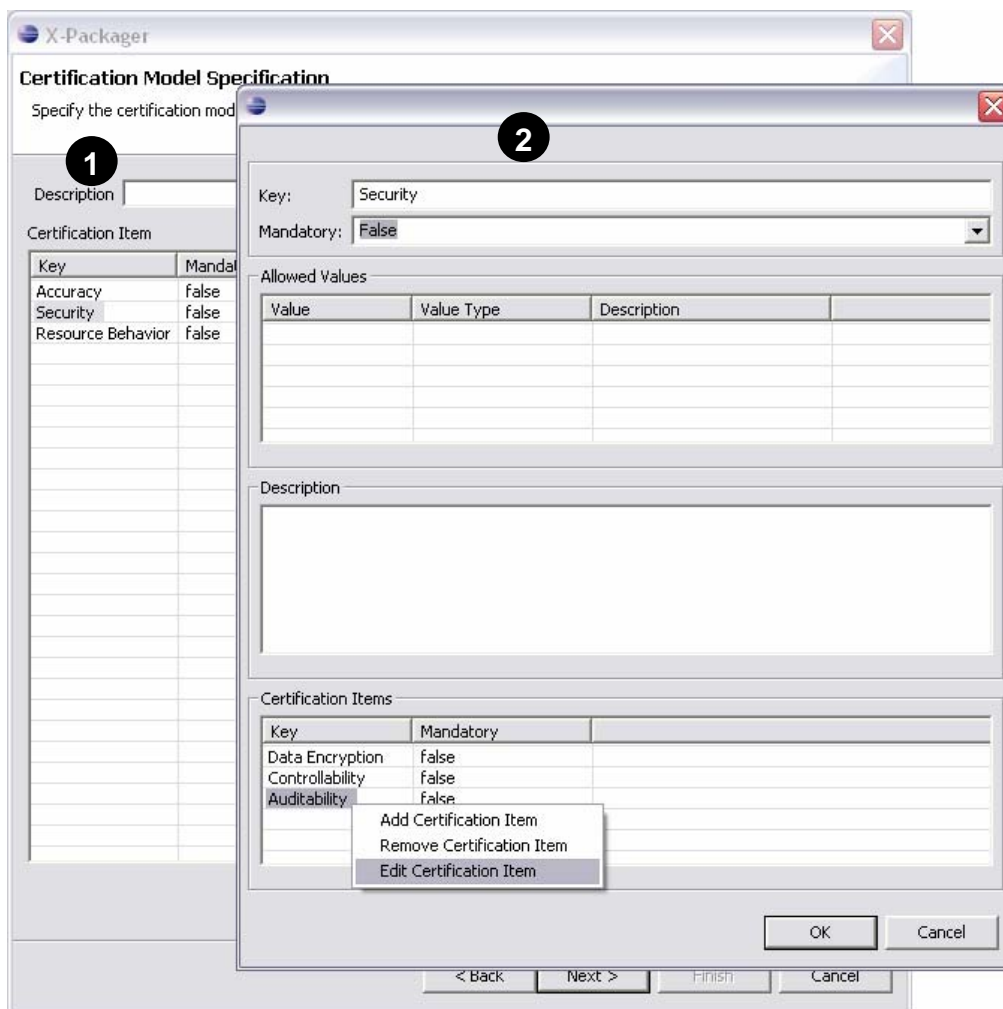 X-Packager
Certification Model Specification
Specify the certification mod
1
Description
Certification Item
Key Mandat
Accuracy false
Security false
Resource Behavior false
2
Key: Security
Mandatory: False
Allowed Values
Value Value Type Description
Description
Certification Items
Key Mandatory
Data Encryption false
Controllability false
Auditability false
Add Certification Item
Remove Certification Item
Edit Certification Item
OK Cancel
< Back Next > Finish Cancel